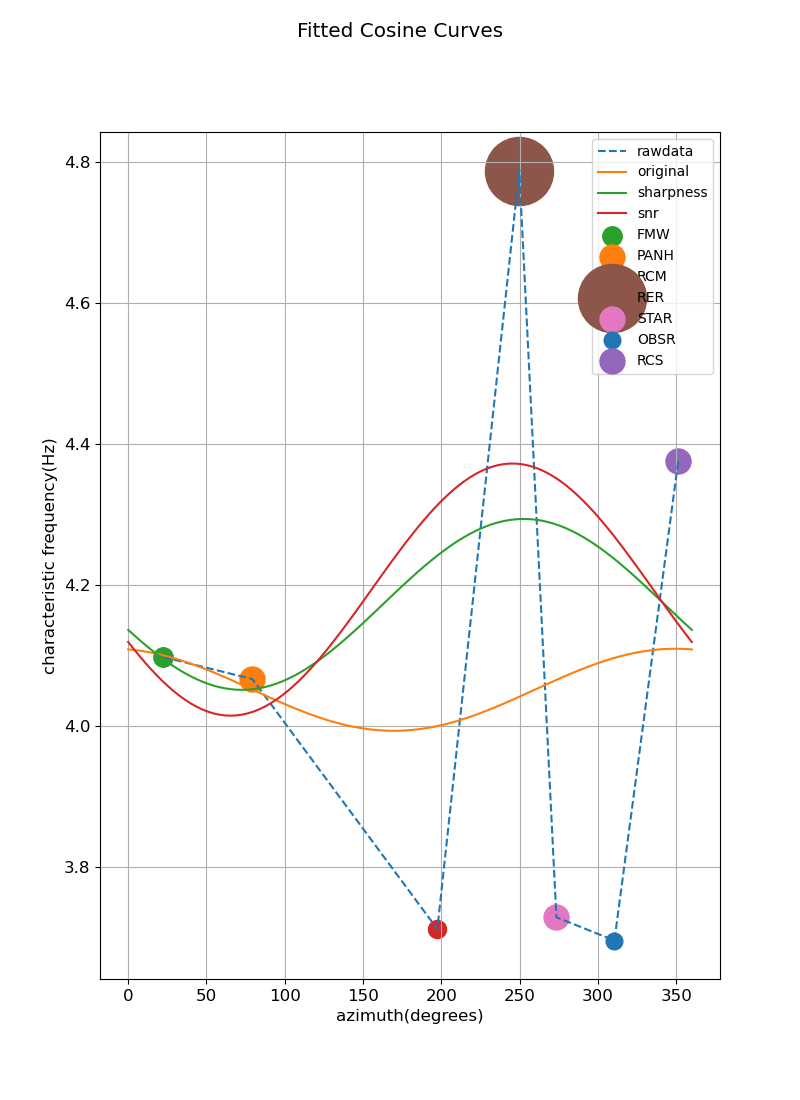 Fitted Cosine Curves
rawdata
original
sharpness
snr
FMW
PANH
RCM
RER
STAR
OBSR
RCS
characteristic frequency(Hz)
4.8
4.6
4.4
4.2
4.0
3.8
0 50 100 150 200 250 300 350
azimuth(degrees)